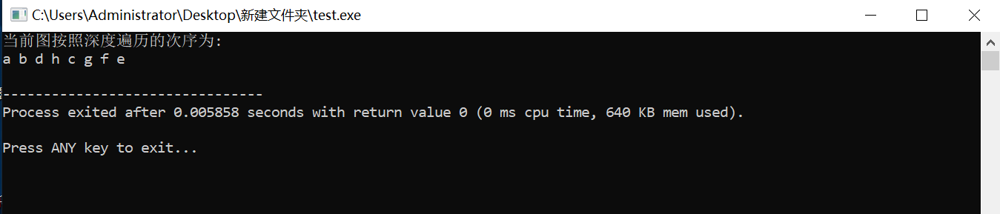 C:\Users\Administrator\Desktop\新建文件夹\test.exe
当前图按照深度遍历的次序为:
a b d h c g f e
--------------------------------
Process exited after 0.005858 seconds with return value 0 (0 ms cpu time, 640 KB mem used).
Press ANY key to exit...